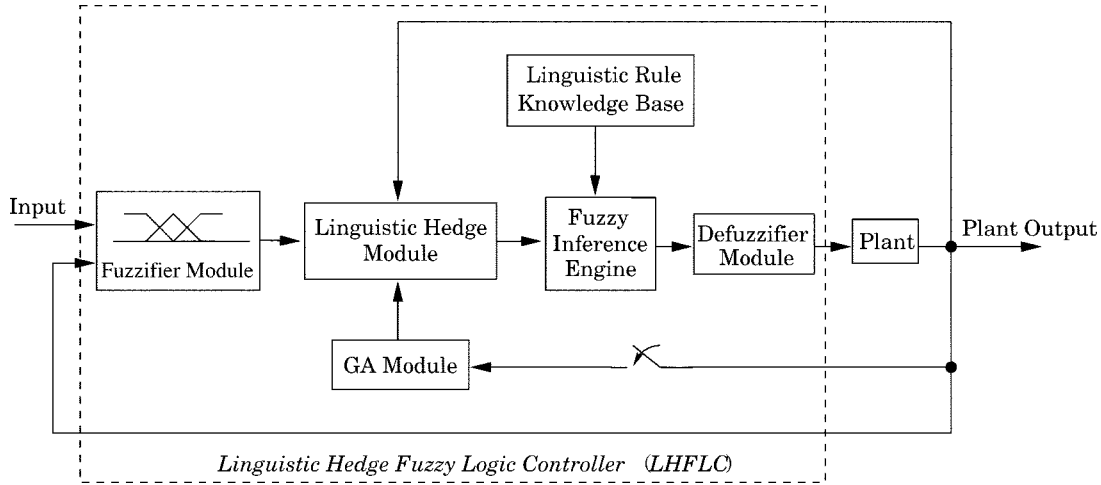 Linguistic Rule
Knowledge Base
Input
Fuzzifier Module
Linguistic Hedge
Module
Fuzzy
Inference
Engine
Defuzzifier
Module
Plant
Plant Output
GA Module
Linguistic Hedge Fuzzy Logic Controller (LHFLC)